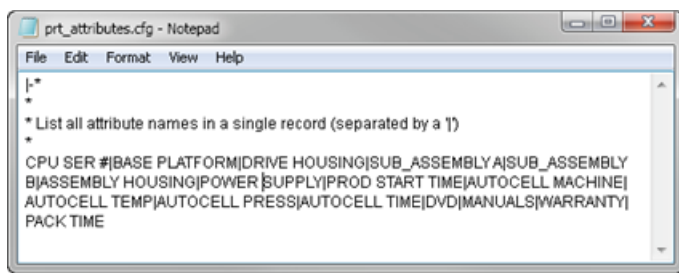 prt_attributes.cfg - Notepad
File Edit Format View Help
|-*
*
* List all attribute names in a single record (separated by a '|')
*
CPU SER #|BASE PLATFORM|DRIVE HOUSING|SUB_ASSEMBLY A|SUB_ASSEMBLY
B|ASSEMBLY HOUSING|POWER SUPPLY|PROD START TIME|AUTOCELL MACHINE|
AUTOCELL TEMP|AUTOCELL PRESS|AUTOCELL TIME|DVD|MANUALS|WARRANTY|
PACK TIME